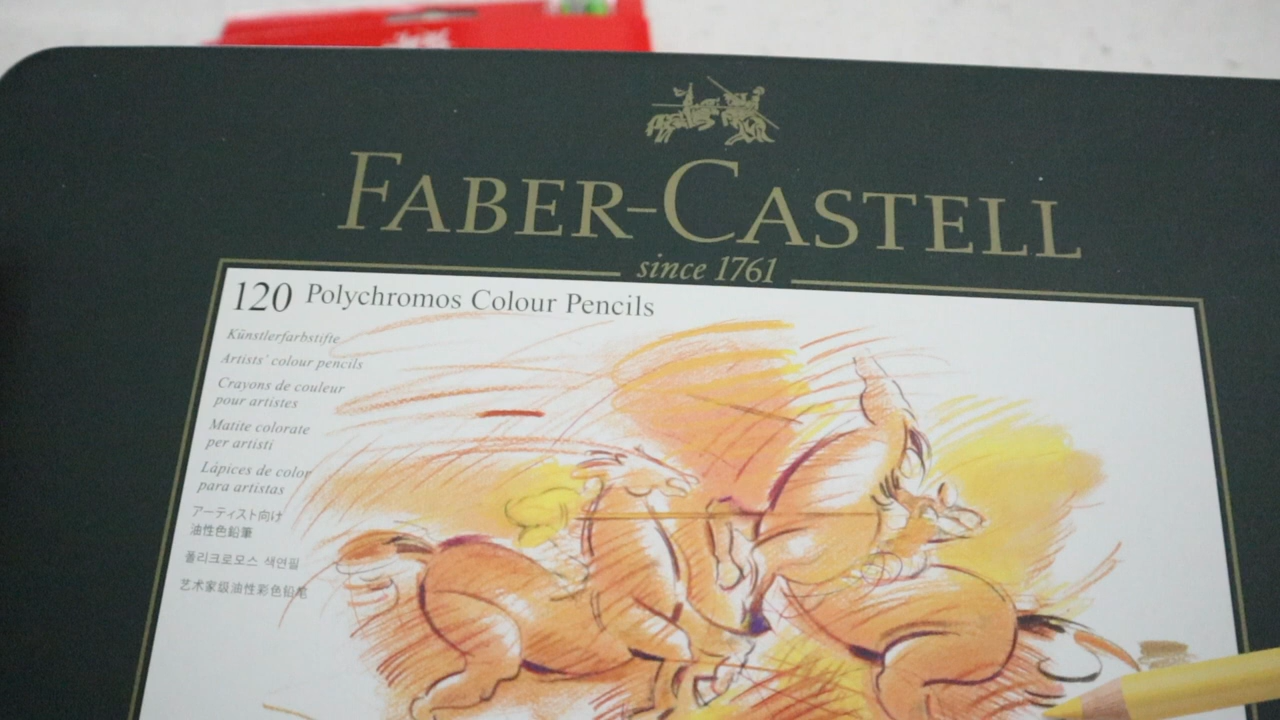 FABER-CASTELL
since 1761
120 Polychromos Colour Pencils
Künstlerfarbstifte
Artists' colour pencils
Crayons de couleur
pour artistes
Matite colorate
per artisti
Lápices de color
para artistas
アーティスト向け
油性色鉛筆
폴리크로모스 색연필
艺术家级油性彩色铅笔